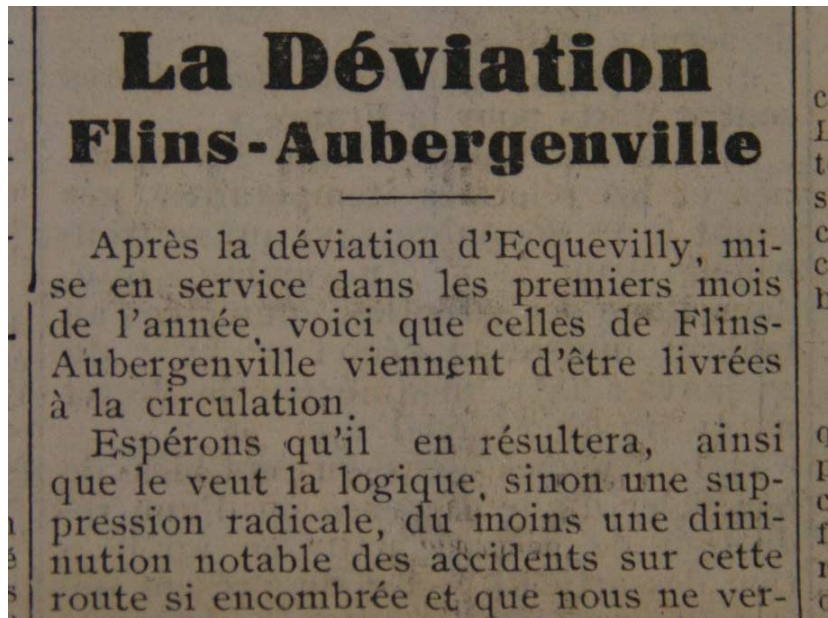 La Déviation
Flins-Aubergenville
Après la déviation d'Ecquevilly, mi-
se en service dans les premiers mois
de l'année, voici que celles de Flins-
Aubergenville viennent d'être livrées
à la circulation.
Espérons qu'il en résultera, ainsi
que le veut la logique, sinon une sup-
pression radicale, du moins une dimi-
nution notable des accidents sur cette
route si encombrée et que nous ne ver-